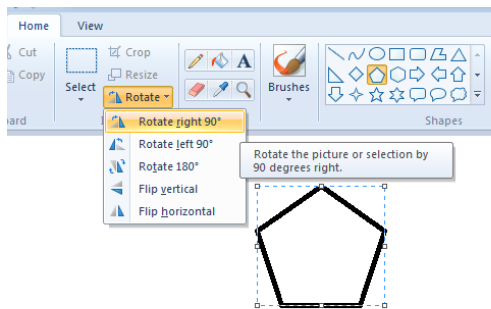 Home View
Cut
Copy
Select
Crop
Resize
Rotate
A
Brushes
Shapes
Rotate right 90°
Rotate left 90°
Rotate 180°
Flip vertical
Flip horizontal
Rotate the picture or selection by
90 degrees right.